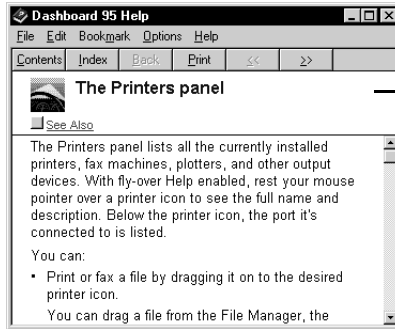 Dashboard 95 Help
File Edit Bookmark Options Help
Contents Index Back Print << >>
The Printers panel
See Also
The Printers panel lists all the currently installed
printers, fax machines, plotters, and other output
devices. With fly-over Help enabled, rest your mouse
pointer over a printer icon to see the full name and
description. Below the printer icon, the port it's
connected to is listed.
You can:
• Print or fax a file by dragging it on to the desired
printer icon.
You can drag a file from the File Manager, the